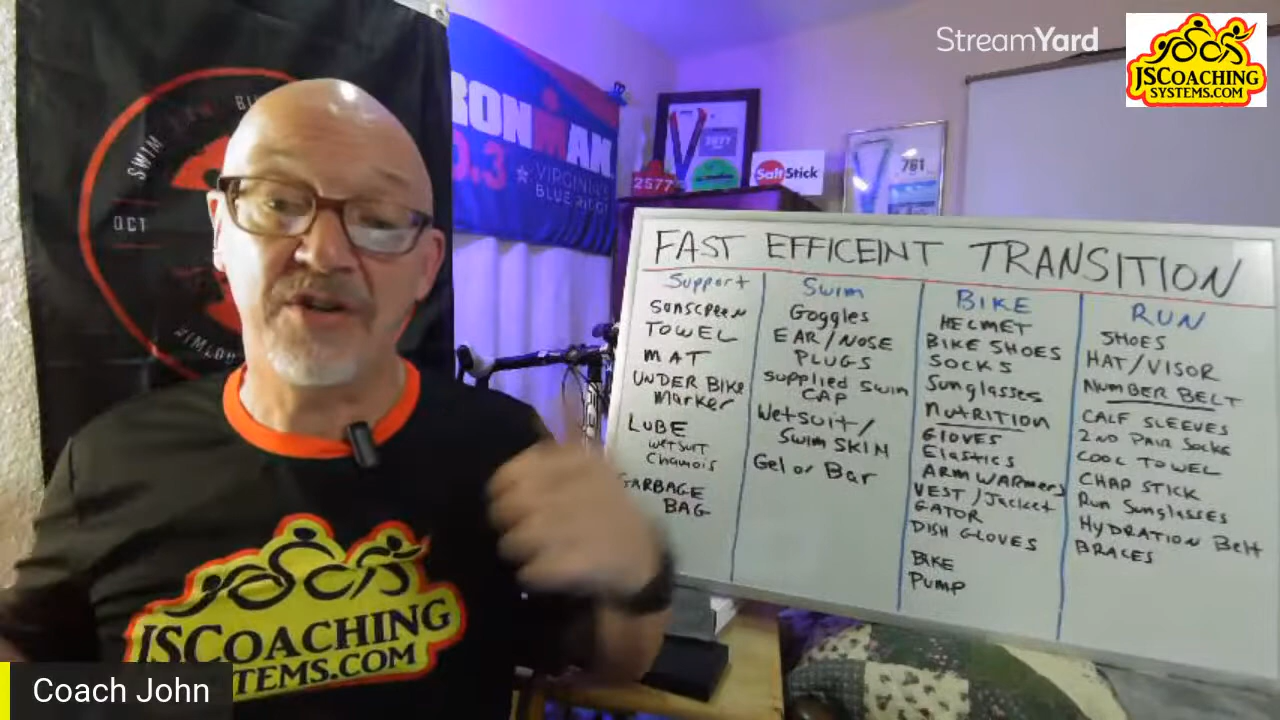 StreamYard
JSCOACHING
SYSTEMS.COM
SWIM
BI
OCT
IRONMAN
70.3
VIRGINIA'S
BLUE RIDGE
2577
2577
SaltStick
761
FAST EFFICEINT TRANSITION
Support
SUNSCREEN
TOWEL
MAT
UNDER BIKE
MARKER
LUBE
WETSUIT
Chamois
GARBAGE
BAG
Swim
Goggles
EAR/NOSE
PLUGS
Supplied Swim
CAP
Wetsuit/
Swim SKIN
Gel or Bar
BIKE
HELMET
BIKE SHOES
SOCKS
Sunglasses
NUTRITION
GLOVES
Elastics
ARM WARMERS
VEST/Jacket
GATOR
DISH GLOVES
BIKE
PUMP
RUN
SHOES
HAT/VISOR
NUMBER BELT
CALF SLEEVES
2ND PAIR SOCKS
COOL TOWEL
CHAP STICK
RUN Sunglasses
HYDRATION Belt
BRACES
JSCOACHING
TEMS.COM
Coach John